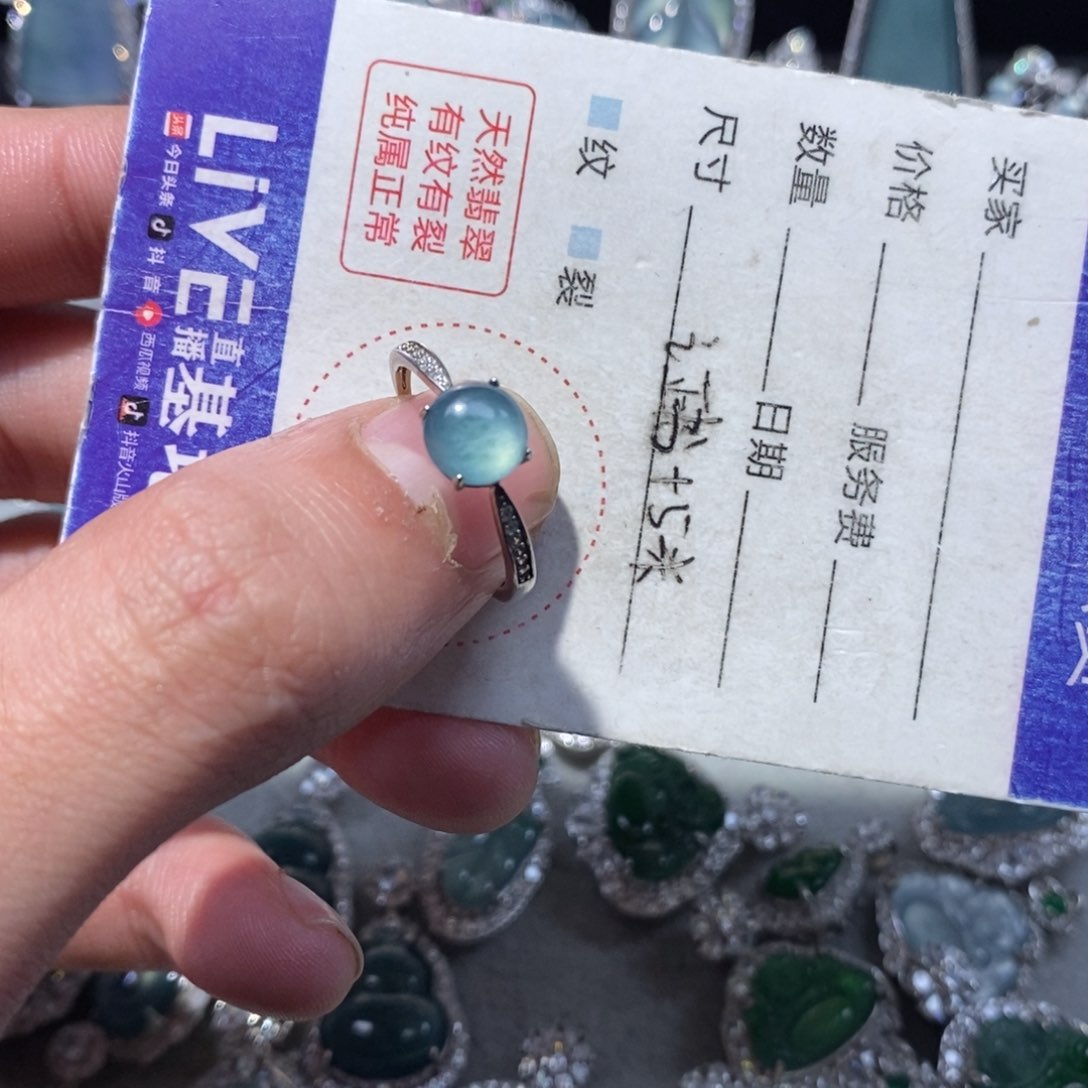 买家
价格 服务费
数量 日期
尺寸
纹 裂
天然翡翠
有纹有裂
纯属正常
LiVE直播基
今日头条 抖音 西瓜视频 抖音火山版